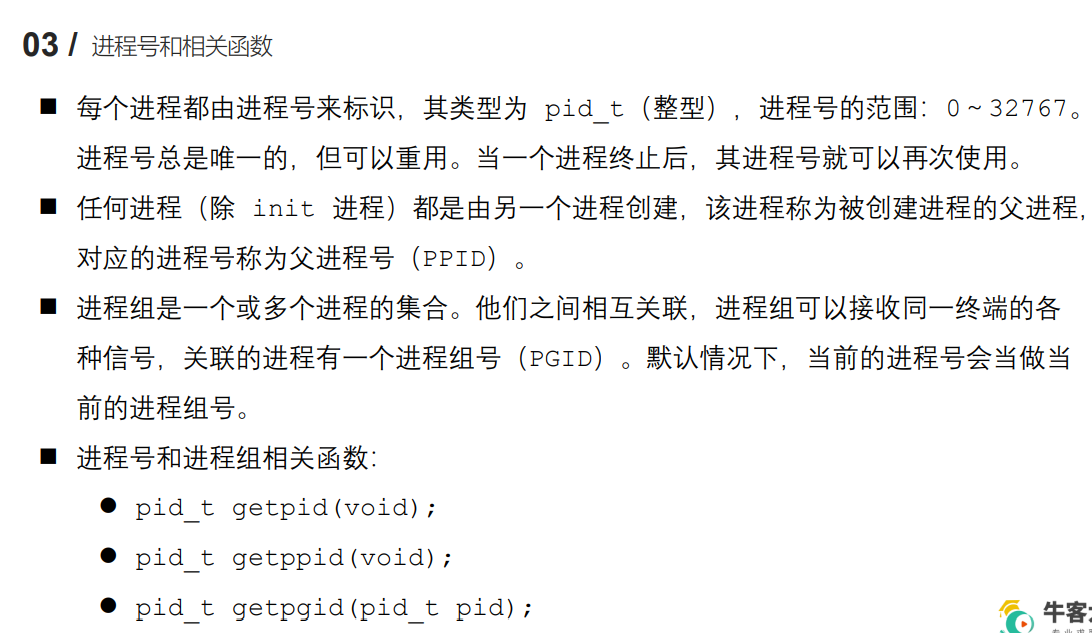 03 / 进程号和相关函数
■ 每个进程都由进程号来标识，其类型为 pid_t（整型），进程号的范围：0～32767。
进程号总是唯一的，但可以重用。当一个进程终止后，其进程号就可以再次使用。
■ 任何进程（除 init 进程）都是由另一个进程创建，该进程称为被创建进程的父进程，
对应的进程号称为父进程号（PPID）。
■ 进程组是一个或多个进程的集合。他们之间相互关联，进程组可以接收同一终端的各
种信号，关联的进程有一个进程组号（PGID）。默认情况下，当前的进程号会当做当
前的进程组号。
■ 进程号和进程组相关函数：
● pid_t getpid(void);
● pid_t getppid(void);
● pid_t getpgid(pid_t pid);
牛客